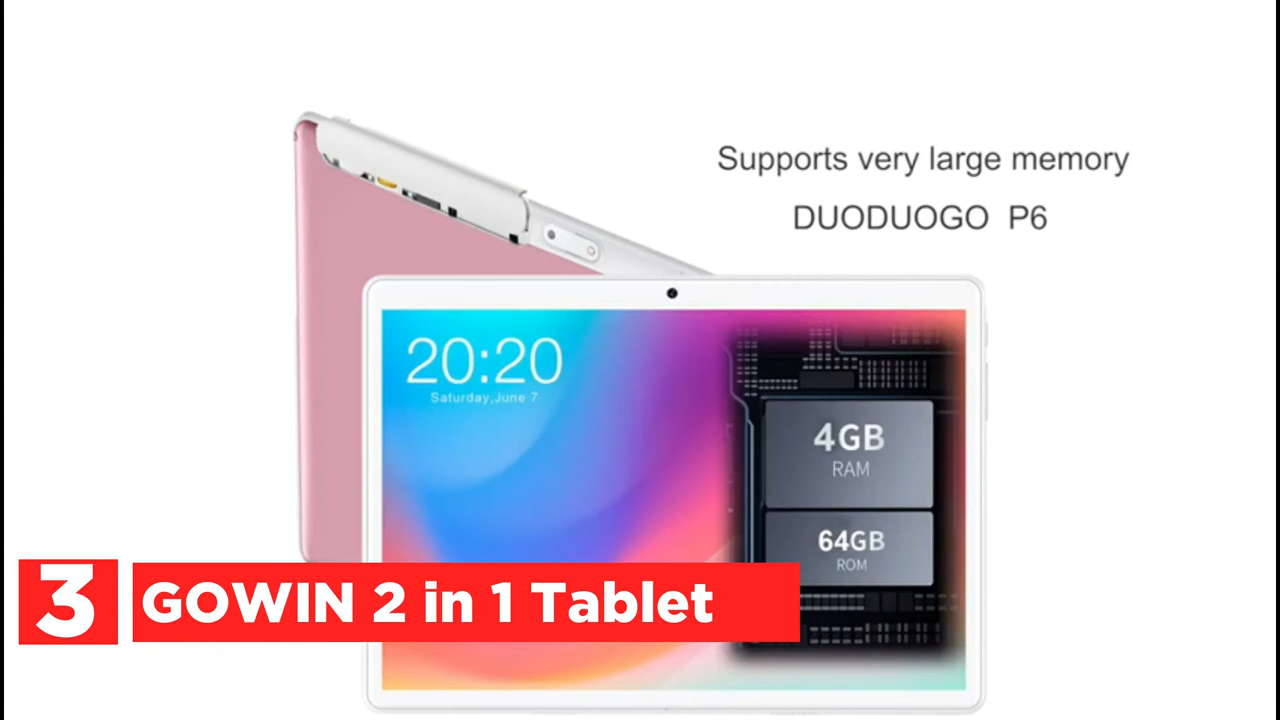 Supports very large memory
DUODUOGO P6
20:20
Saturday,June 7
4GB
RAM
64GB
ROM
3
GOWIN 2 in 1 Tablet